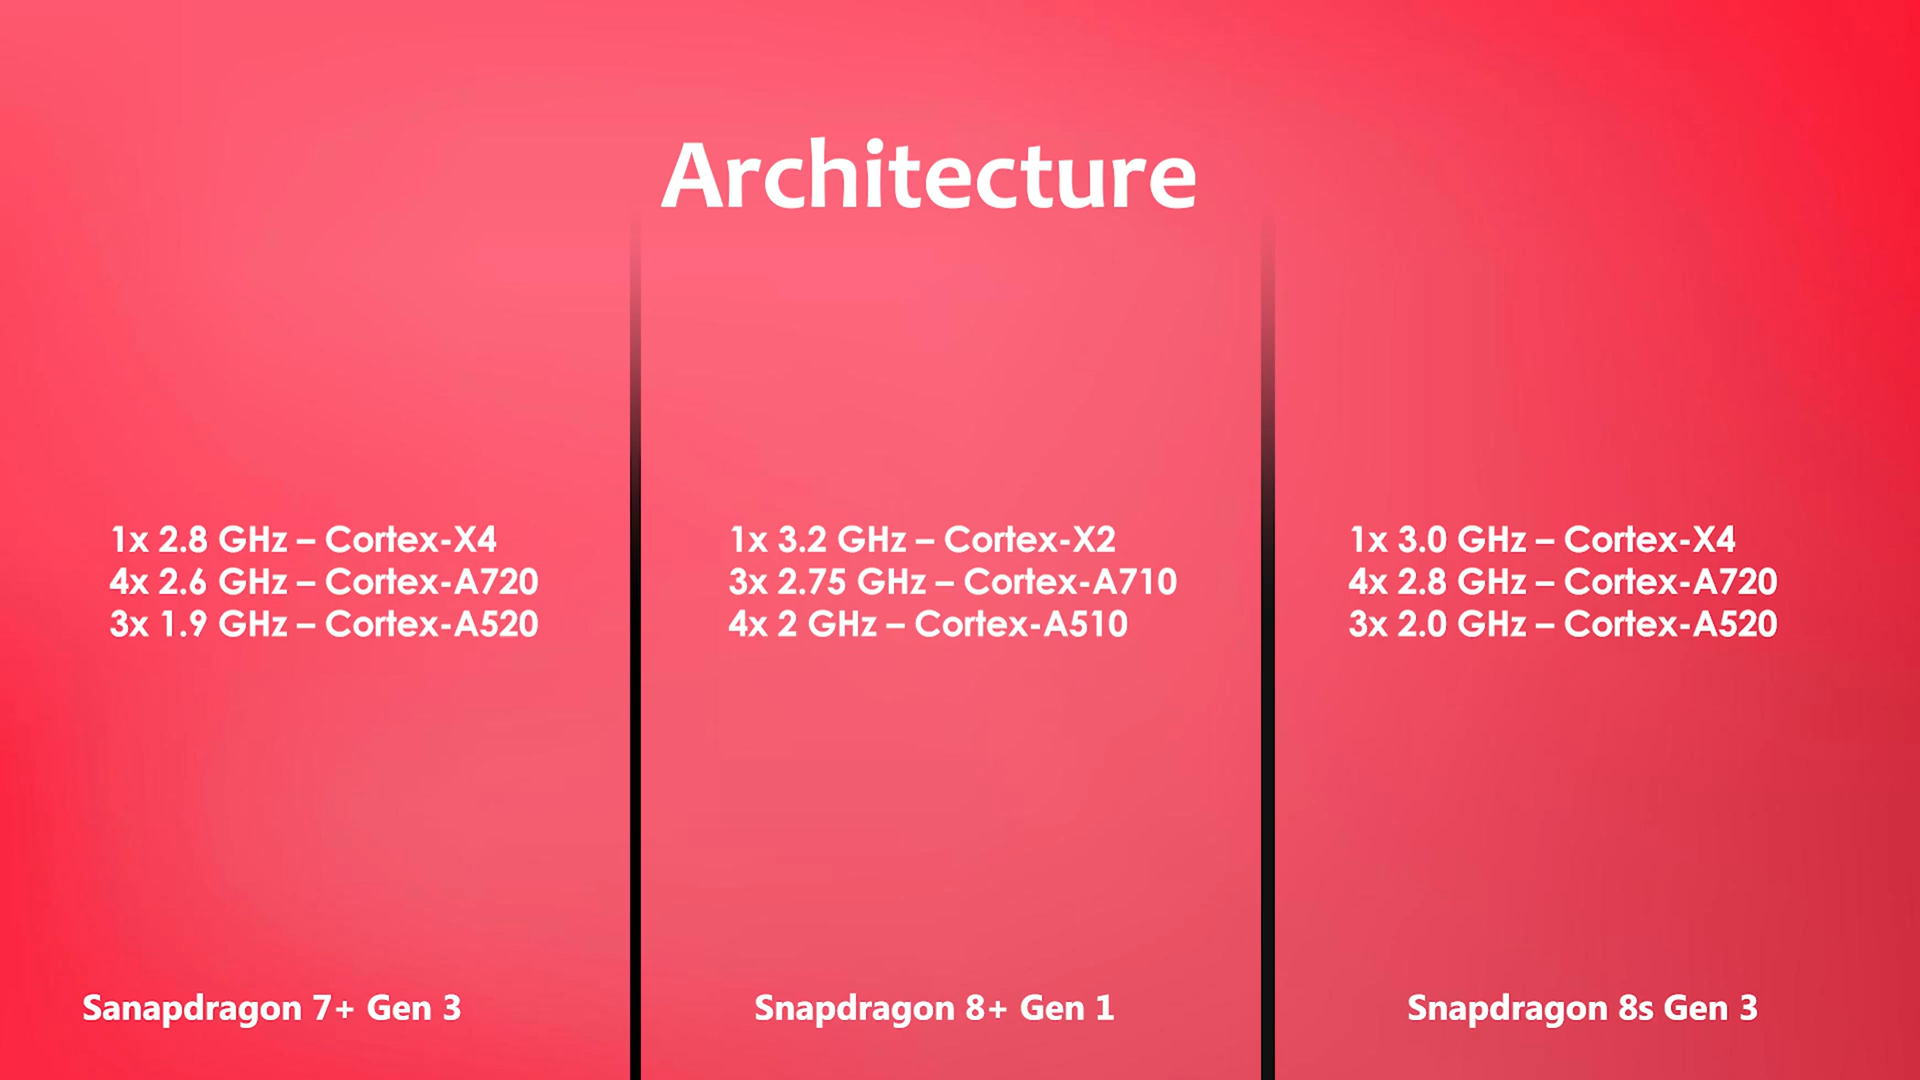 Architecture
1x 2.8 GHz – Cortex-X4
4x 2.6 GHz – Cortex-A720
3x 1.9 GHz – Cortex-A520
Sanapdragon 7+ Gen 3
1x 3.2 GHz – Cortex-X2
3x 2.75 GHz – Cortex-A710
4x 2 GHz – Cortex-A510
Snapdragon 8+ Gen 1
1x 3.0 GHz – Cortex-X4
4x 2.8 GHz – Cortex-A720
3x 2.0 GHz – Cortex-A520
Snapdragon 8s Gen 3